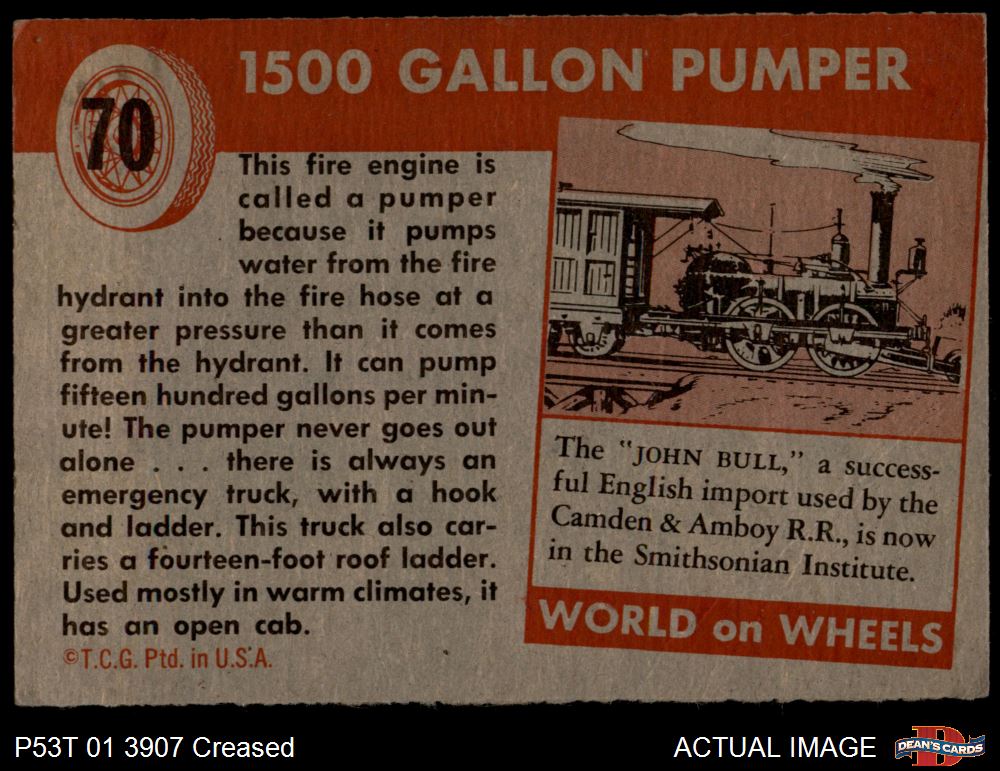 70
1500 GALLON PUMPER
This fire engine is
called a pumper
because it pumps
water from the fire
hydrant into the fire hose at a
greater pressure than it comes
from the hydrant. It can pump
fifteen hundred gallons per min-
ute! The pumper never goes out
alone . . . there is always an
emergency truck, with a hook
and ladder. This truck also car-
ries a fourteen-foot roof ladder.
Used mostly in warm climates, it
has an open cab.
©T.C.G. Ptd. in U.S.A.
The "JOHN BULL," a success-
ful English import used by the
Camden & Amboy R.R., is now
in the Smithsonian Institute.
WORLD on WHEELS
P53T 01 3907 Creased
ACTUAL IMAGE
DEAN'S CARDS